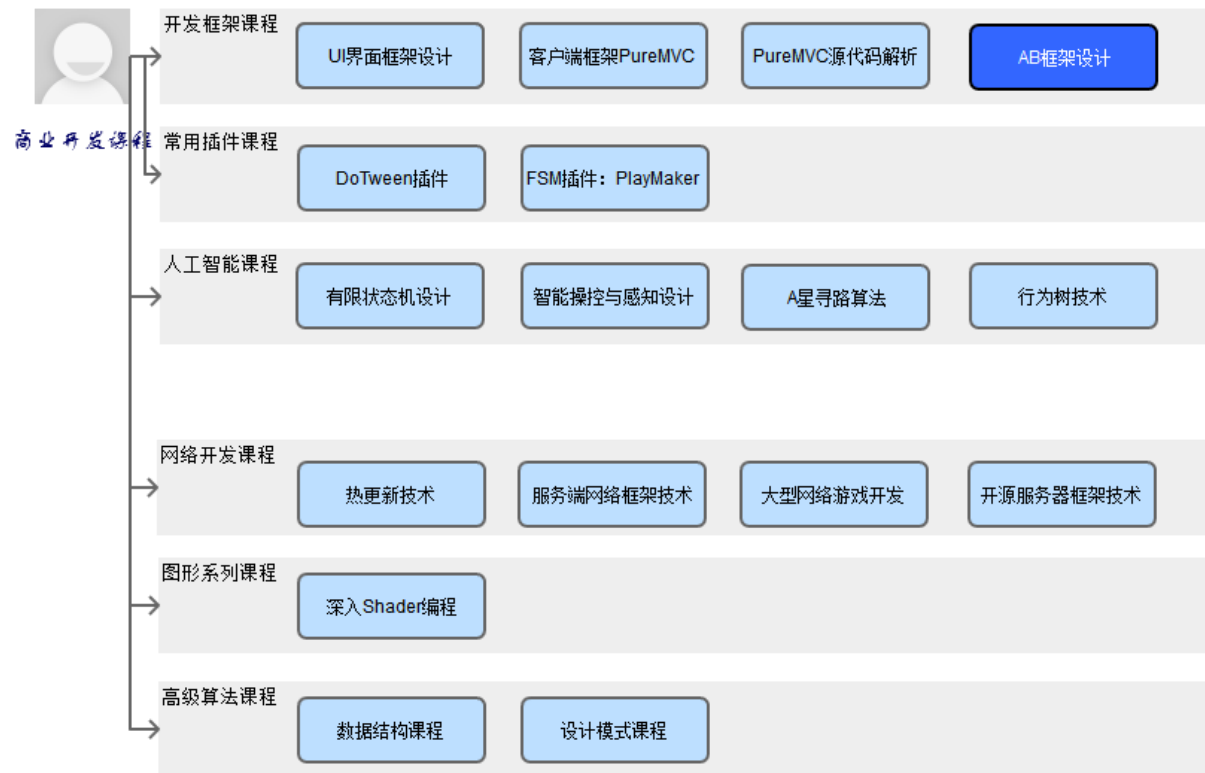 开发框架课程
UI界面框架设计
客户端框架PureMVC
PureMVC源代码解析
AB框架设计
商业开发课程
常用插件课程
DoTween插件
FSM插件：PlayMaker
人工智能课程
有限状态机设计
智能操控与感知设计
A星寻路算法
行为树技术
网络开发课程
热更新技术
服务端网络框架技术
大型网络游戏开发
开源服务器框架技术
图形系列课程
深入Shader编程
高级算法课程
数据结构课程
设计模式课程